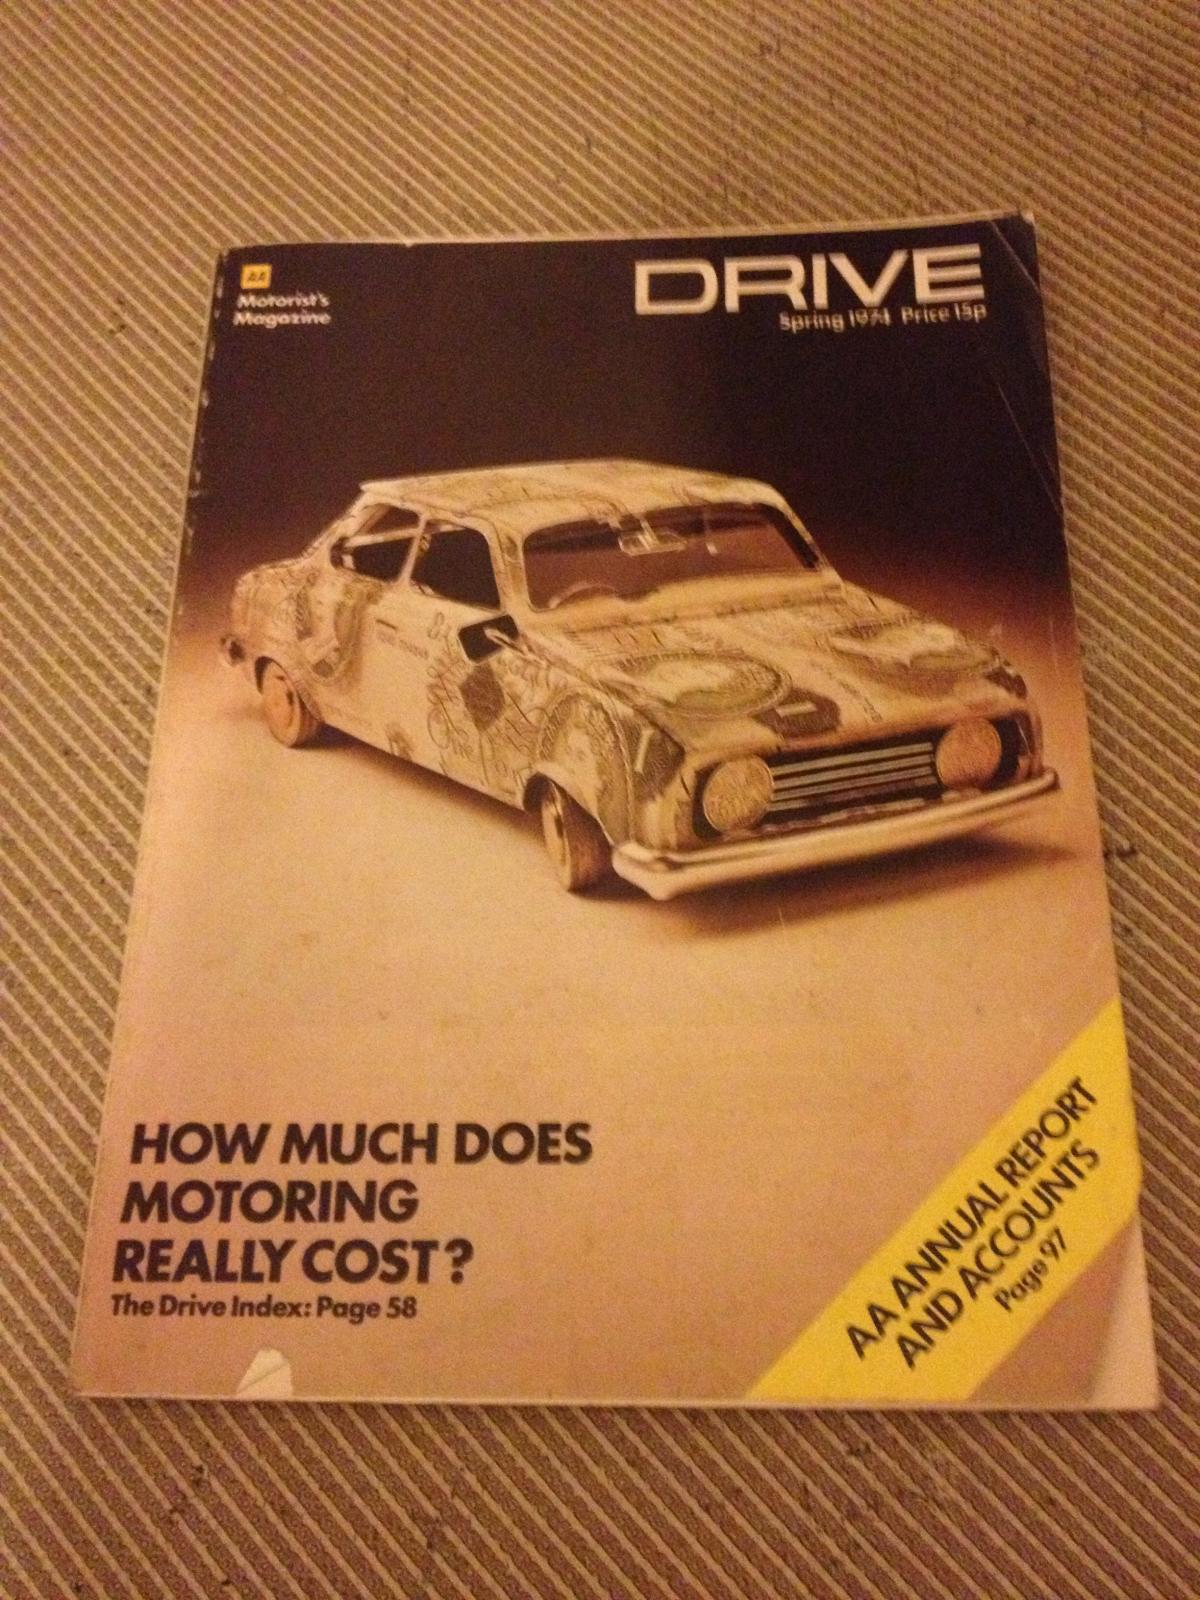 AA
Motorist's
Magazine
DRIVE
Spring 1974 Price 15p
HOW MUCH DOES
MOTORING
REALLY COST?
The Drive Index: Page 58
AA ANNUAL REPORT
AND ACCOUNTS
Page 97